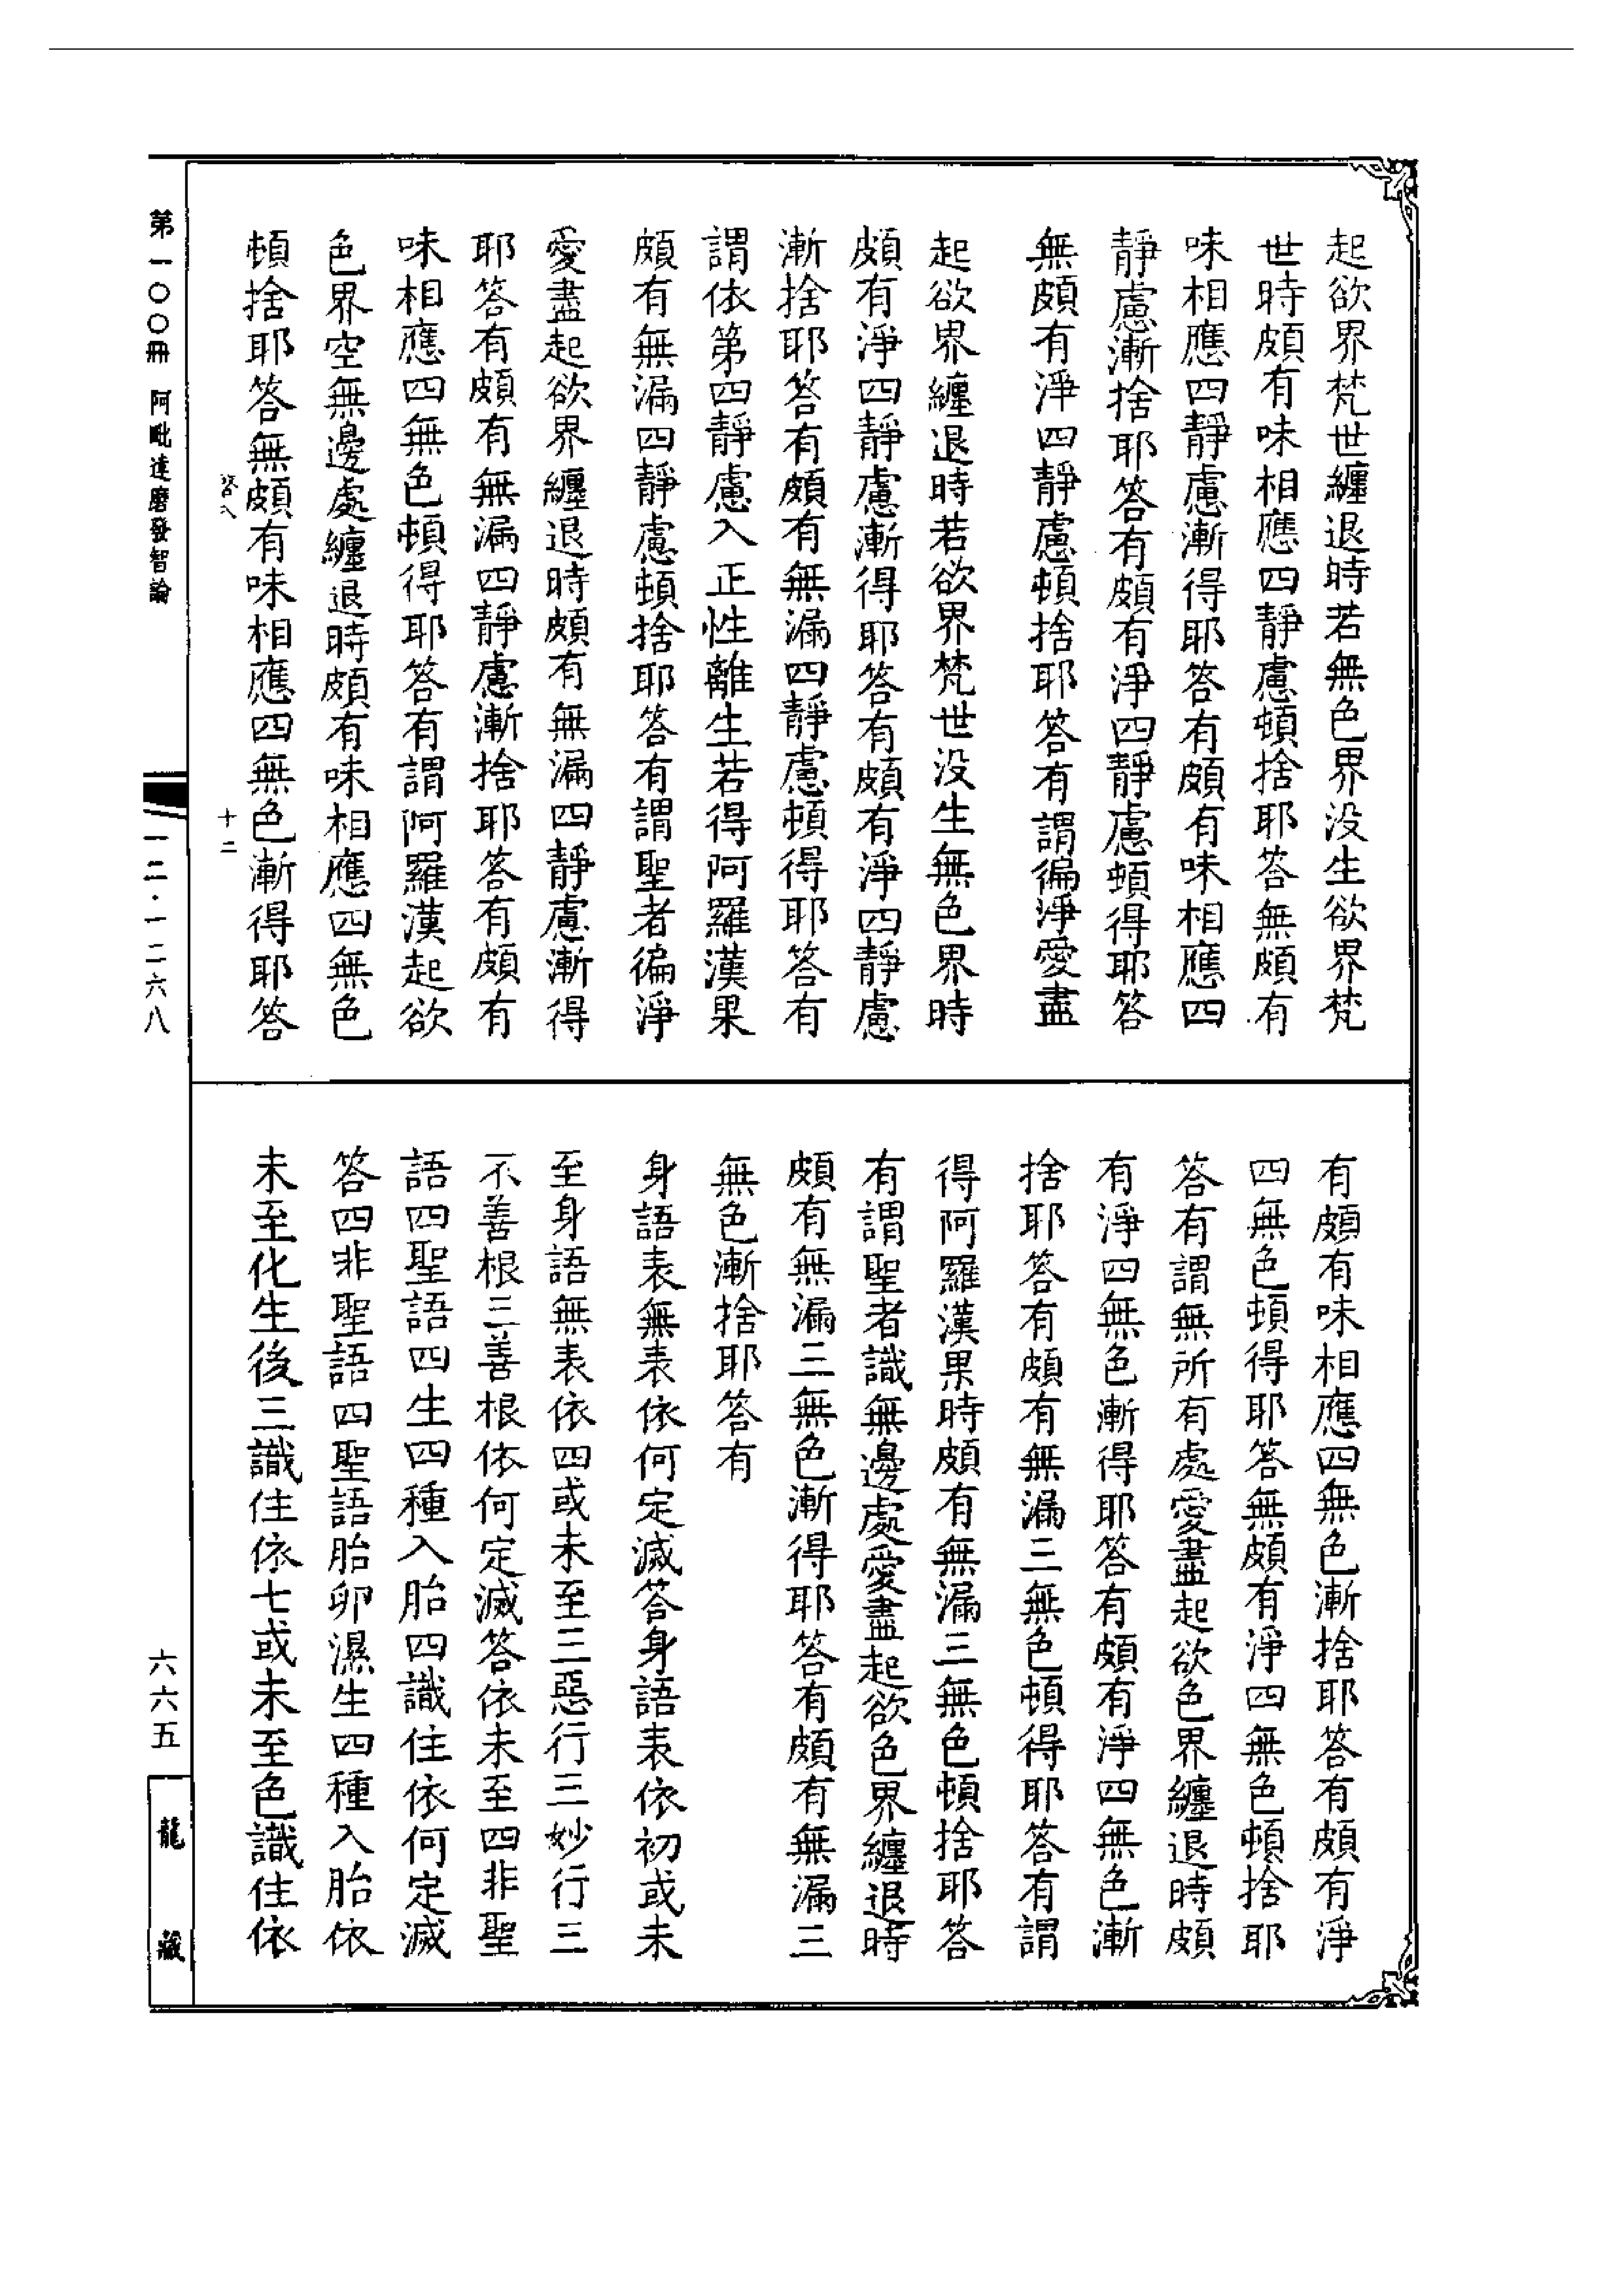 起欲界梵世纏退時若無色界没生欲界梵
世時頗有味相應四靜慮頓捨耶答無頗有
味相應四靜慮漸得耶答有頗有味相應四
靜慮漸捨耶答有頗有淨四靜慮頓得耶答
無頗有淨四靜慮頓捨耶答有謂徧淨愛盡
起欲界纏退時若欲界梵世没生無色界時
頗有淨四靜慮漸得耶答有頗有淨四靜慮
漸捨耶答有頗有無漏四靜慮頓得耶答有
謂依第四靜慮入正性離生若得阿羅漢果
頗有無漏四靜慮頓捨耶答有謂聖者徧淨
愛盡起欲界纏退時頗有無漏四靜慮漸得
耶答有頗有無漏四靜慮漸捨耶答有頗有
味相應四無色頓得耶答有謂阿羅漢起欲
色界空無邊處纏退時頗有味相應四無色
頓捨耶答無頗有味相應四無色漸得耶答
有頗有味相應四無色漸捨耶答有頗有淨
四無色頓得耶答無頗有淨四無色頓捨耶
答有謂無所有處愛盡起欲色界纏退時頗
有淨四無色漸得耶答有頗有淨四無色漸
捨耶答有頗有無漏三無色頓得耶答有謂
得阿羅漢果時頗有無漏三無色頓捨耶答
有謂聖者識無邊處愛盡起欲色界纏退時
頗有無漏三無色漸得耶答有頗有無漏三
無色漸捨耶答有
身語表無表依何定滅答身語表依初或未
至身語無表依四或未至三惡行三妙行三
不善根三善根依何定滅答依未至四非聖
語四聖語四生四種入胎四識住依何定滅
答四非聖語四聖語胎卵濕生四種入胎依
未至化生後三識住依七或未至色識住依
第一〇〇冊 阿毗達磨發智論
十二
一二·一二六八
六六五
龍藏